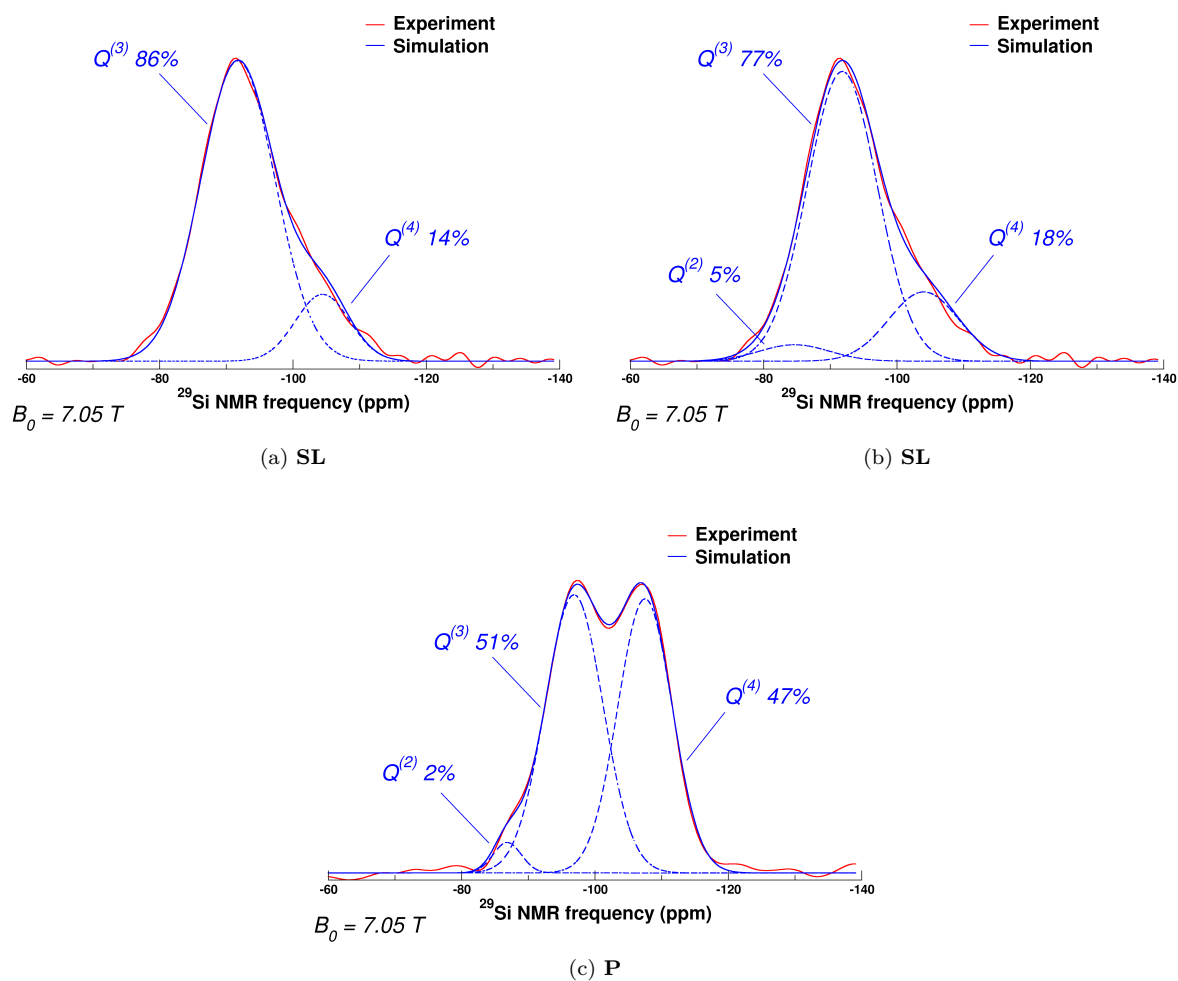 Experiment
Simulation
Q(3) 86%
Q(4) 14%
-60 -80 -100 -120 -140
29Si NMR frequency (ppm)
B0 = 7.05 T
(a) SL
Experiment
Simulation
Q(3) 77%
Q(4) 18%
Q(2) 5%
-60 -80 -100 -120 -140
29Si NMR frequency (ppm)
B0 = 7.05 T
(b) SL
Experiment
Simulation
Q(3) 51%
Q(4) 47%
Q(2) 2%
-60 -80 -100 -120 -140
29Si NMR frequency (ppm)
B0 = 7.05 T
(c) P